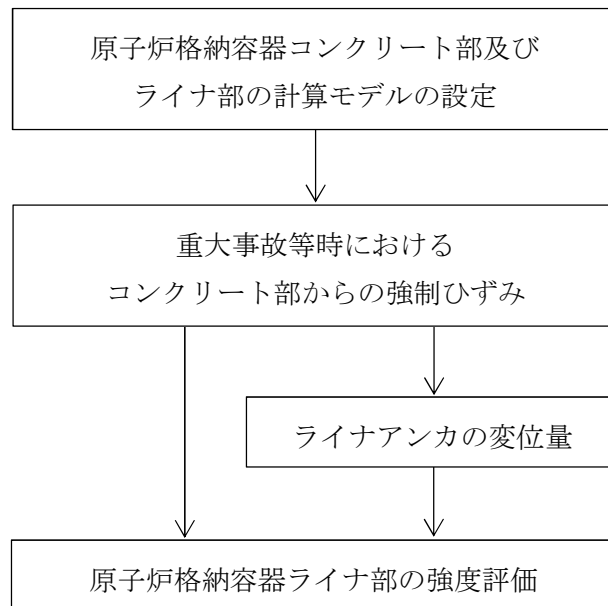 原子炉格納容器コンクリート部及び
ライナ部の計算モデルの設定
重大事故等時における
コンクリート部からの強制ひずみ
ライナアンカの変位量
原子炉格納容器ライナ部の強度評価